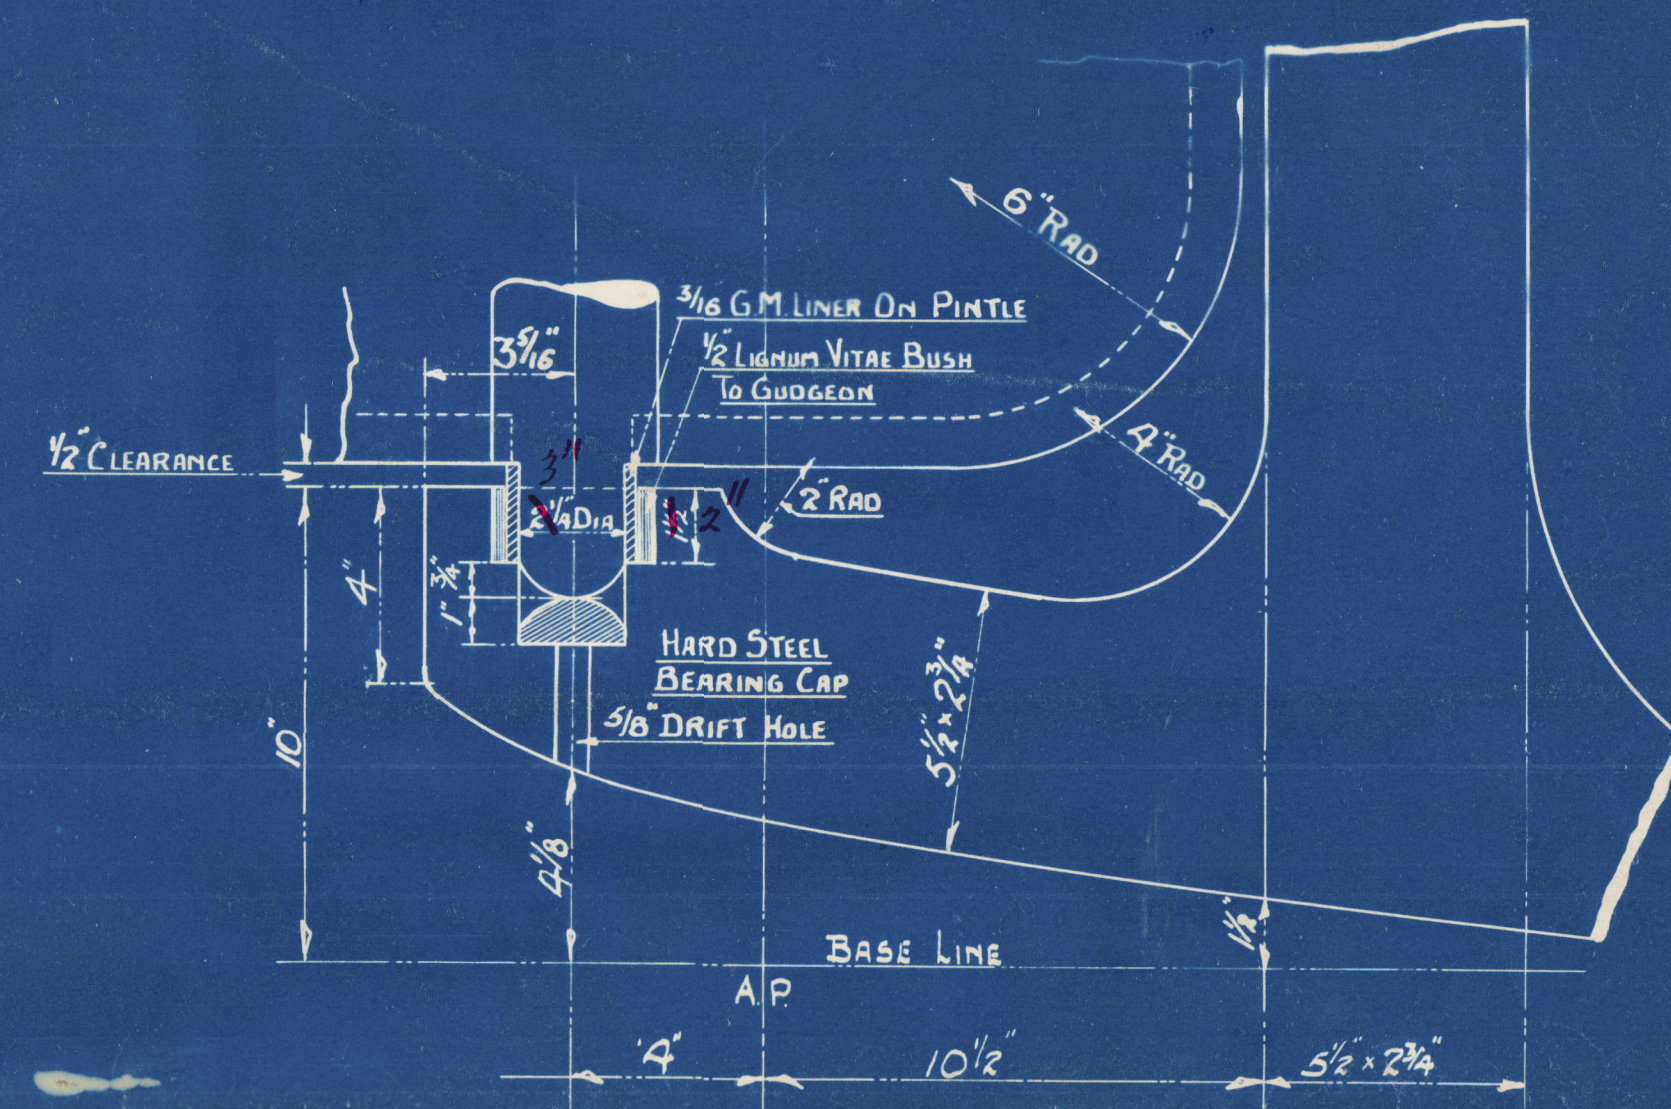 6" RAD
3/16 G.M. LINER ON PINTLE
3 5/16"
1/2" LIGNUM VITAE BUSH
TO GUDGEON
4" RAD
1/2" CLEARANCE
3"
2 1/4 DIA
1 1/2
2"
2" RAD
4"
3/4"
1"
HARD STEEL
BEARING CAP
5/8" DRIFT HOLE
5 1/2" x 2 3/4"
10"
4 1/8"
1 1/2"
BASE LINE
A.P.
4"
10 1/2"
5 1/2" x 2 3/4"